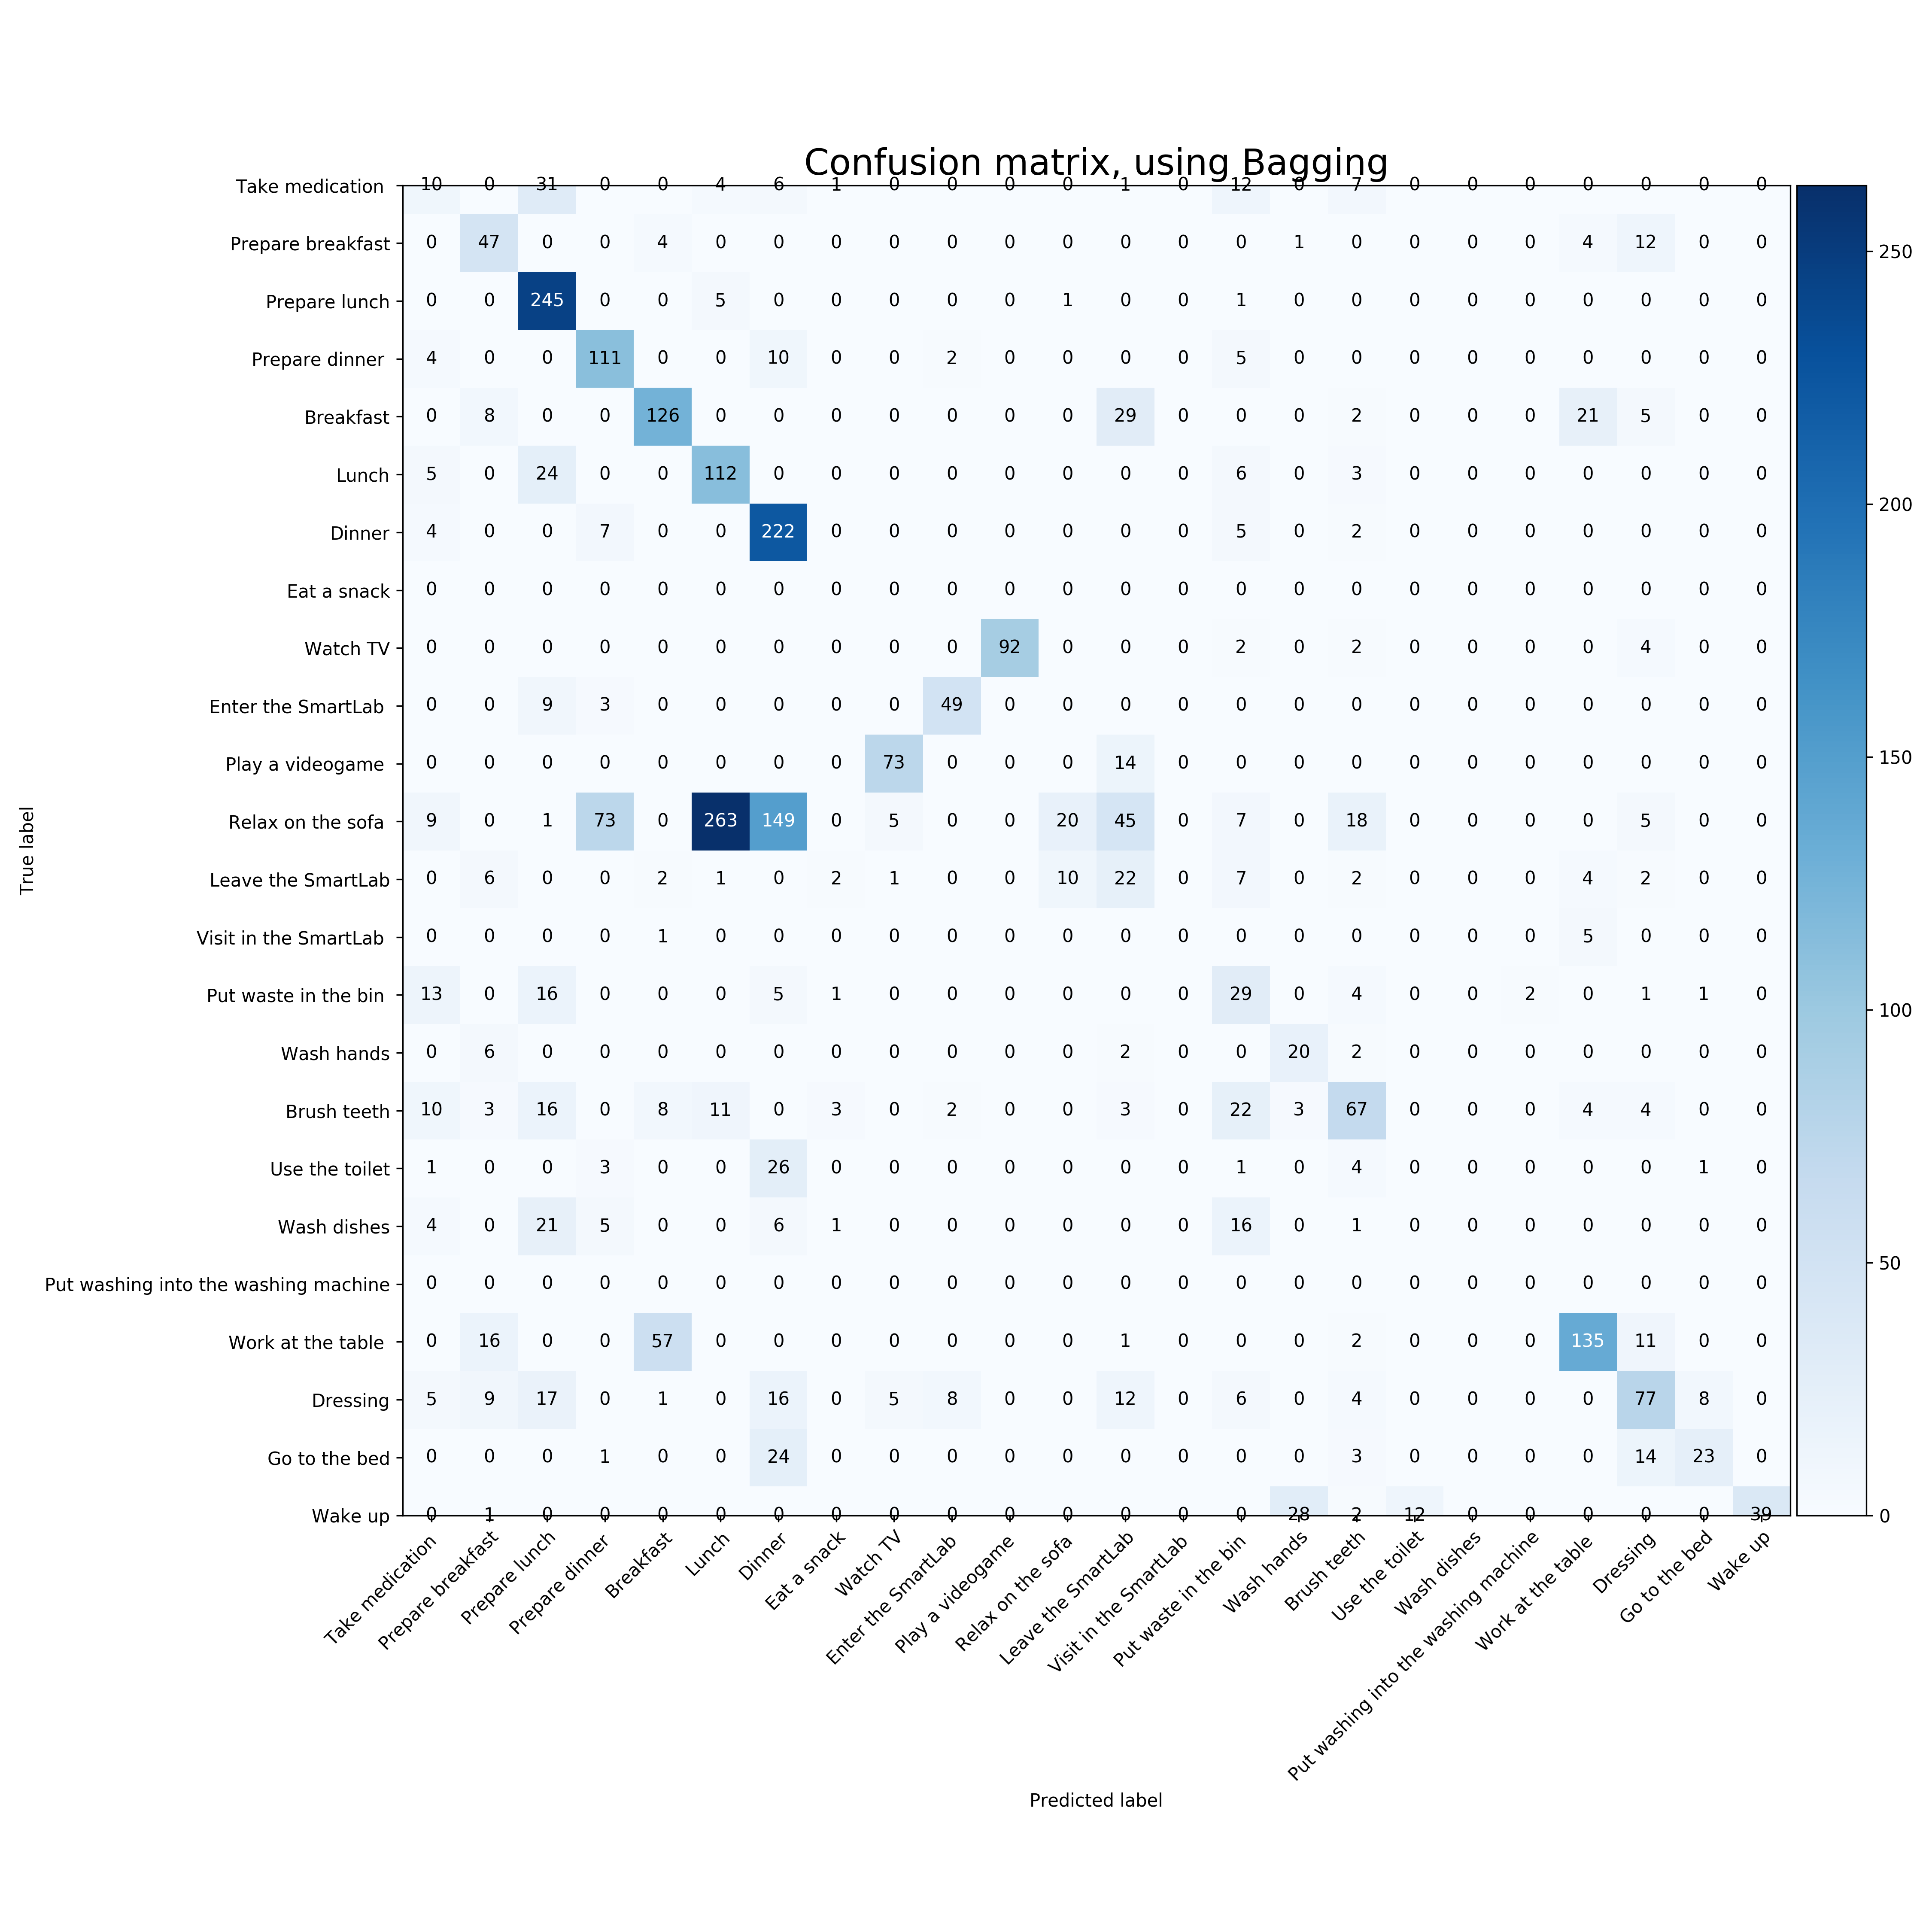 Confusion matrix, using Bagging
Take medication 10 0 31 0 0 4 6 1 0 0 0 0 1 0 12 0 7 0 0 0 0 0 0 0
Prepare breakfast 0 47 0 0 4 0 0 0 0 0 0 0 0 0 0 1 0 0 0 0 4 12 0 0
250
Prepare lunch 0 0 245 0 0 5 0 0 0 0 0 1 0 0 1 0 0 0 0 0 0 0 0 0
Prepare dinner 4 0 0 111 0 0 10 0 0 2 0 0 0 0 5 0 0 0 0 0 0 0 0 0
Breakfast 0 8 0 0 126 0 0 0 0 0 0 0 29 0 0 0 2 0 0 0 21 5 0 0
Lunch 5 0 24 0 0 112 0 0 0 0 0 0 0 0 6 0 3 0 0 0 0 0 0 0
200
Dinner 4 0 0 7 0 0 222 0 0 0 0 0 0 0 5 0 2 0 0 0 0 0 0 0
Eat a snack 0 0 0 0 0 0 0 0 0 0 0 0 0 0 0 0 0 0 0 0 0 0 0 0
Watch TV 0 0 0 0 0 0 0 0 0 0 92 0 0 0 2 0 2 0 0 0 0 4 0 0
Enter the SmartLab 0 0 9 3 0 0 0 0 0 49 0 0 0 0 0 0 0 0 0 0 0 0 0 0
150
Play a videogame 0 0 0 0 0 0 0 0 73 0 0 0 14 0 0 0 0 0 0 0 0 0 0 0
Relax on the sofa 9 0 1 73 0 263 149 0 5 0 0 20 45 0 7 0 18 0 0 0 0 5 0 0
Leave the SmartLab 0 6 0 0 2 1 0 2 1 0 0 10 22 0 7 0 2 0 0 0 4 2 0 0
Visit in the SmartLab 0 0 0 0 1 0 0 0 0 0 0 0 0 0 0 0 0 0 0 0 5 0 0 0
Put waste in the bin 13 0 16 0 0 0 5 1 0 0 0 0 0 0 29 0 4 0 0 2 0 1 1 0
100
Wash hands 0 6 0 0 0 0 0 0 0 0 0 0 2 0 0 20 2 0 0 0 0 0 0 0
Brush teeth 10 3 16 0 8 11 0 3 0 2 0 0 3 0 22 3 67 0 0 0 4 4 0 0
Use the toilet 1 0 0 3 0 0 26 0 0 0 0 0 0 0 1 0 4 0 0 0 0 0 1 0
Wash dishes 4 0 21 5 0 0 6 1 0 0 0 0 0 0 16 0 1 0 0 0 0 0 0 0
50
Put washing into the washing machine 0 0 0 0 0 0 0 0 0 0 0 0 0 0 0 0 0 0 0 0 0 0 0 0
Work at the table 0 16 0 0 57 0 0 0 0 0 0 0 1 0 0 0 2 0 0 0 135 11 0 0
Dressing 5 9 17 0 1 0 16 0 5 8 0 0 12 0 6 0 4 0 0 0 0 77 8 0
Go to the bed 0 0 0 1 0 0 24 0 0 0 0 0 0 0 0 0 3 0 0 0 0 14 23 0
Wake up 0 1 0 0 0 0 0 0 0 0 0 0 0 0 0 28 2 12 0 0 0 0 0 39
0
True label
Take medication
Prepare breakfast
Prepare lunch
Prepare dinner
Breakfast
Lunch
Dinner
Eat a snack
Watch TV
Enter the SmartLab
Play a videogame
Relax on the sofa
Leave the SmartLab
Visit in the SmartLab
Put waste in the bin
Wash hands
Brush teeth
Use the toilet
Wash dishes
Put washing into the washing machine
Work at the table
Dressing
Go to the bed
Wake up
Predicted label